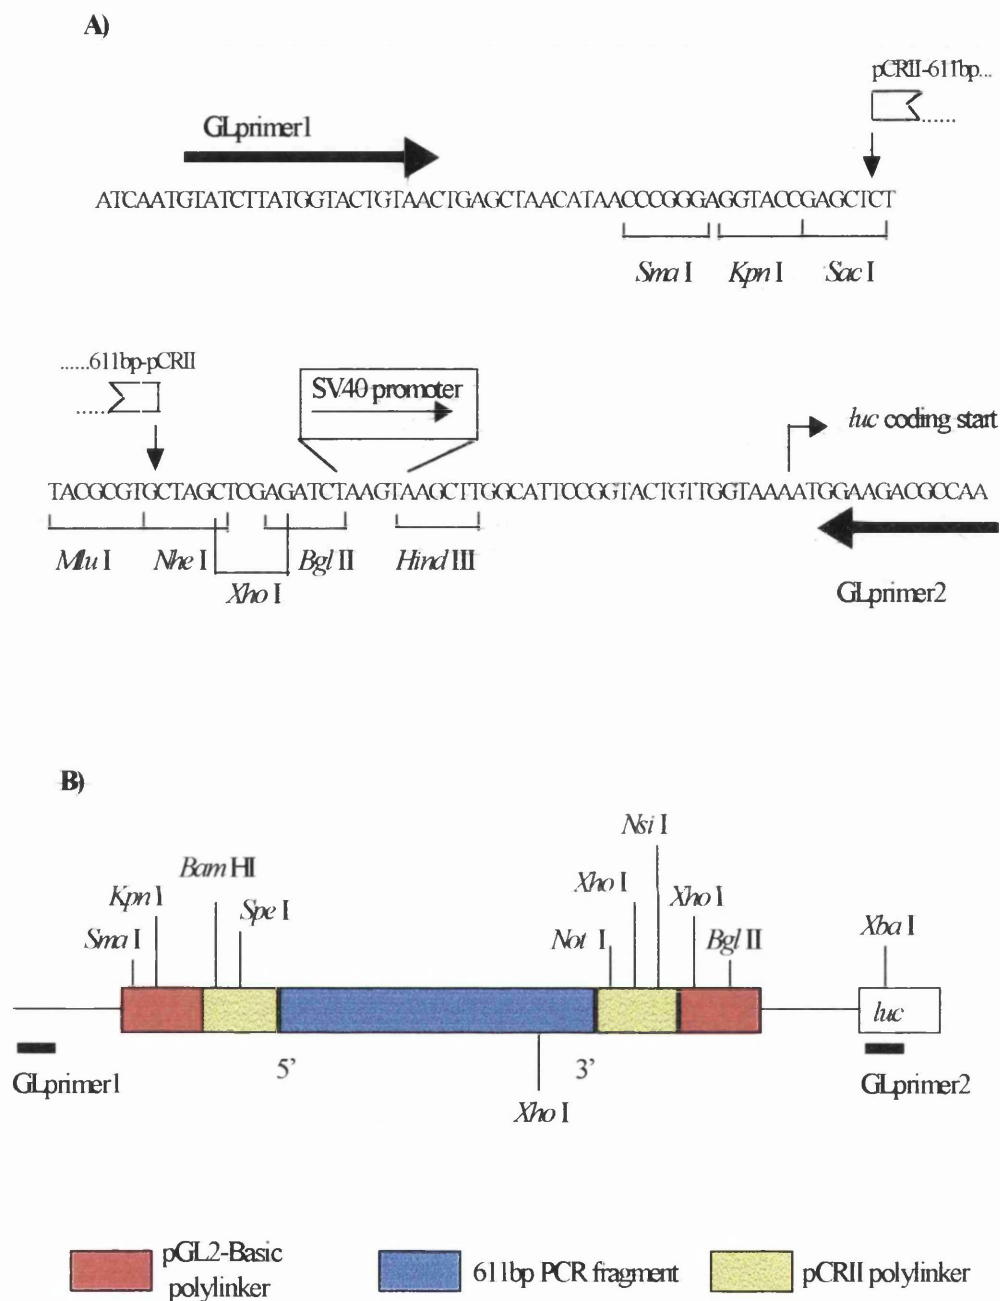 A)
pCRII-611bp...
GLprimer1
......
ATCAATGTATCTTATGGTACTGTAACTGAGCTAACATAACCCGGGAGGTACCGAGCTCT
Sma I Kpn I Sac I
......611bp-pCRII
SV40 promoter
.....
luc coding start
TACGCGTGCTAGCTCGAGATCTAAGTAAGCTTGGCATTCCGGTACTGTTGGTAAAATGGAAGACGCCAA
Mlu I Nhe I Bgl II Hind III
Xho I
GLprimer2
B)
Nsi I
Bam HI
Kpn I Xho I Xho I
Spe I Xba I
Sma I Not I Bgl II
luc
5' 3'
GLprimer1 GLprimer2
Xho I
pGL2-Basic
polylinker
611bp PCR fragment
pCRII polylinker